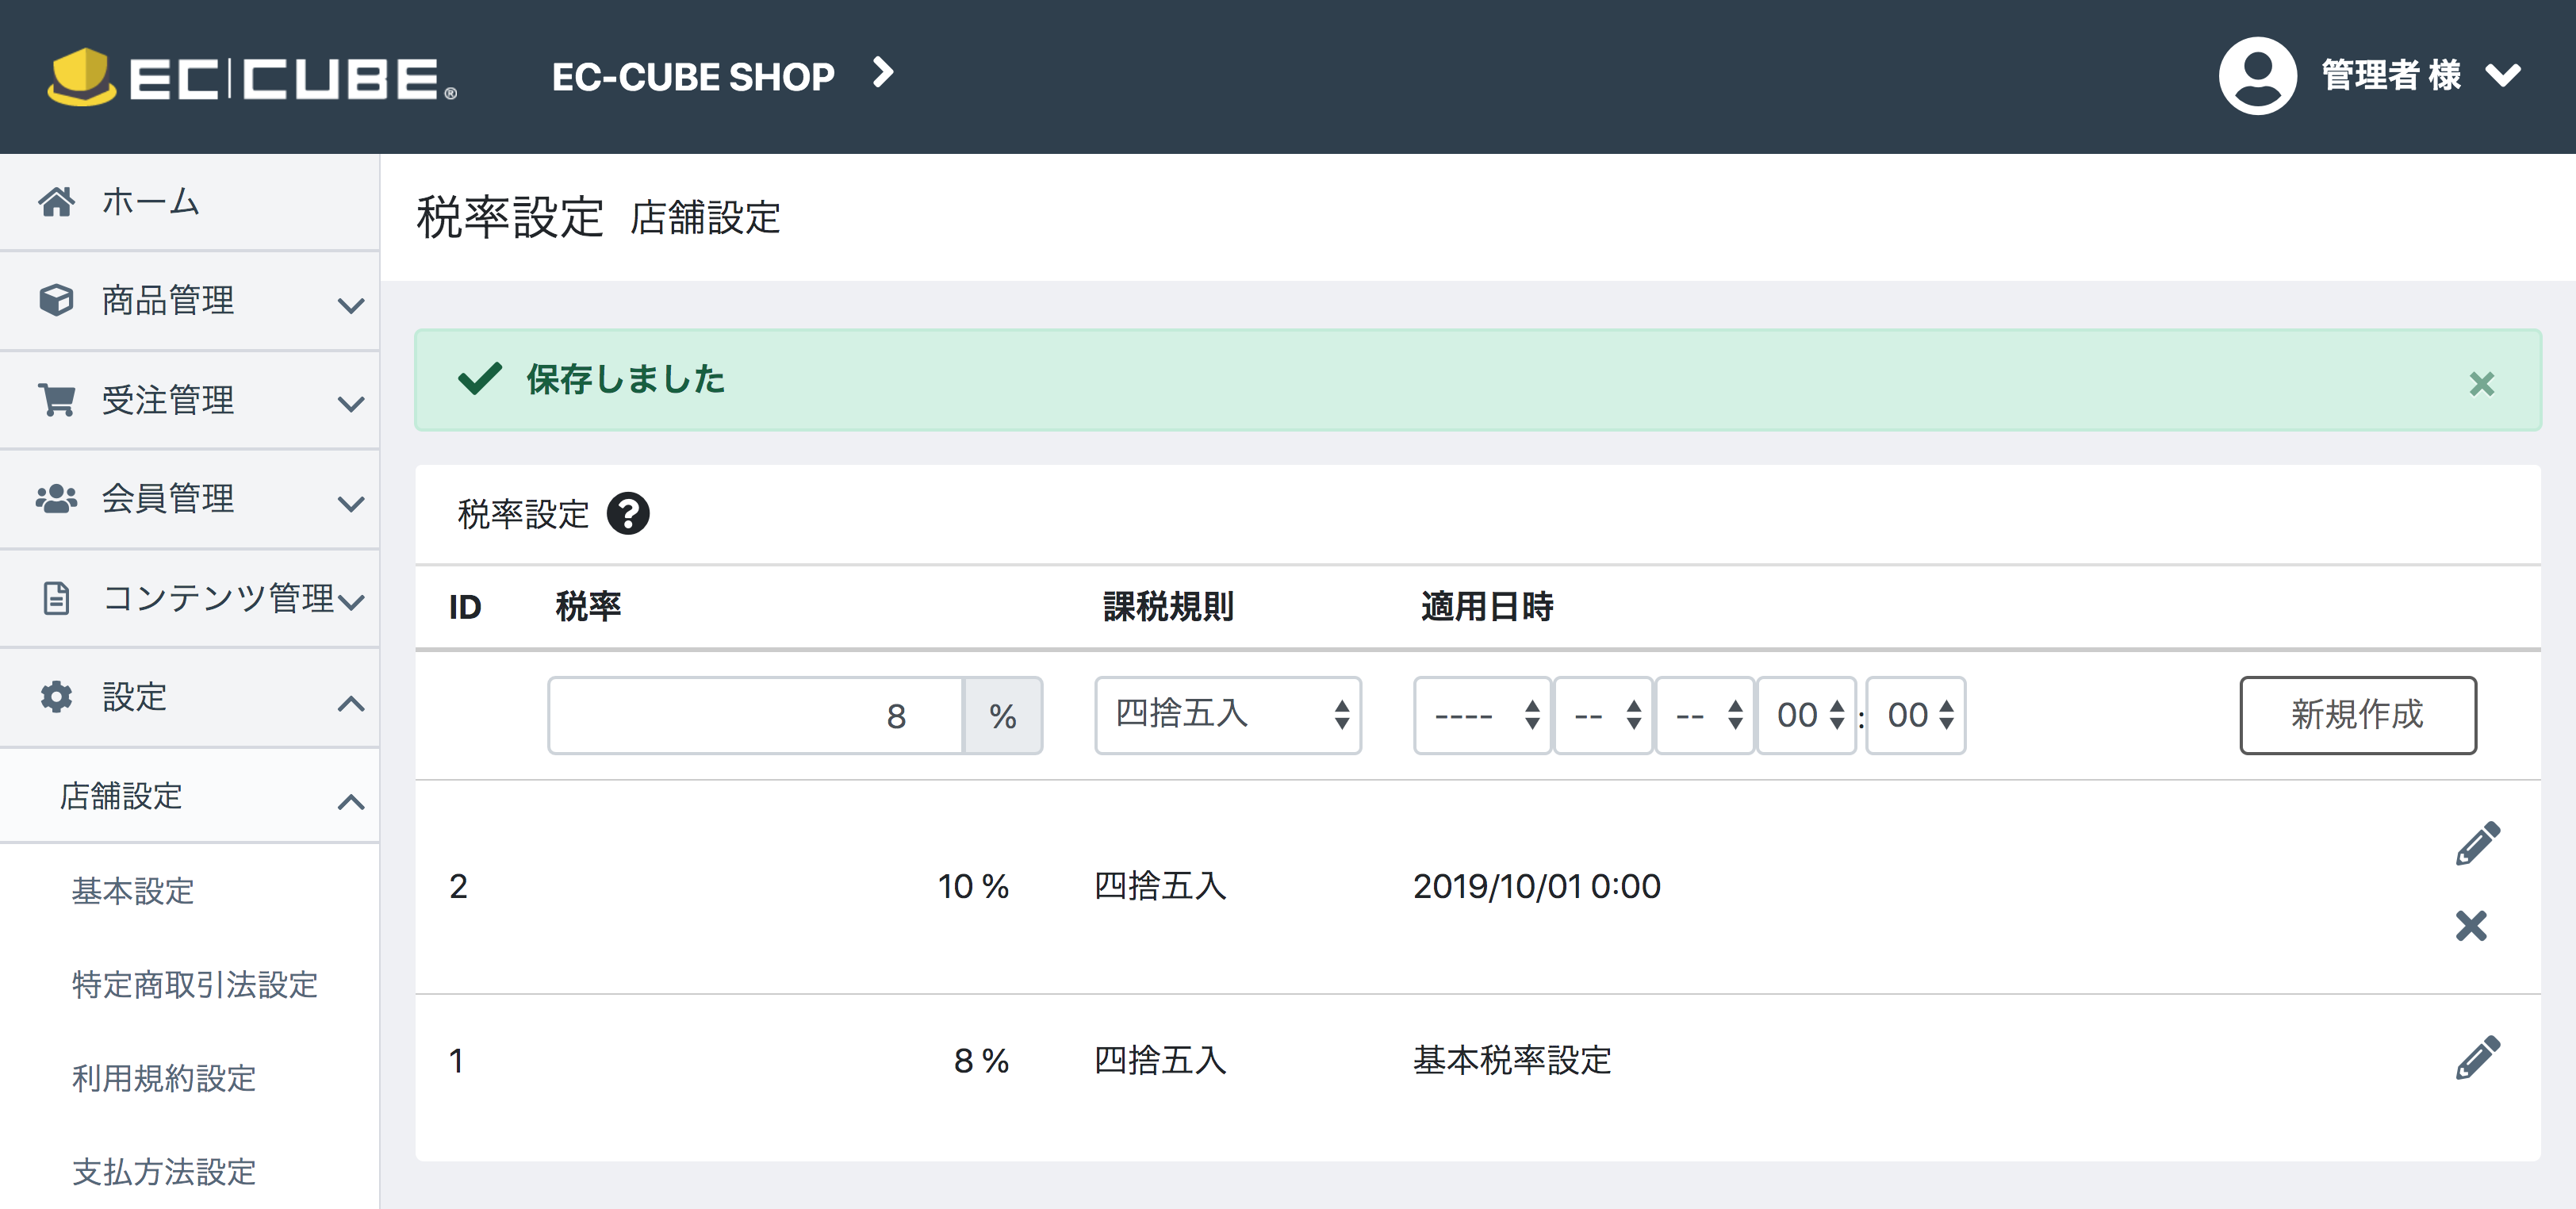 EC CUBE ® EC-CUBE SHOP 管理者 様
ホーム
商品管理
受注管理
会員管理
コンテンツ管理
設定
店舗設定
基本設定
特定商取引法設定
利用規約設定
支払方法設定
税率設定 店舗設定
保存しました
税率設定
ID 税率 課税規則 適用日時
8 % 四捨五入 ---- -- -- 00 : 00 新規作成
2 10 % 四捨五入 2019/10/01 0:00
1 8 % 四捨五入 基本税率設定